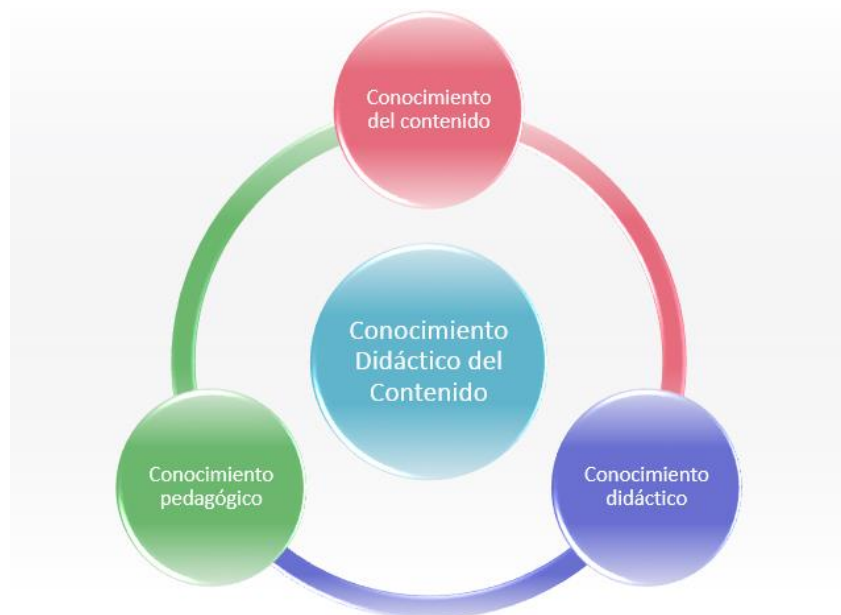 Conocimiento
del contenido
Conocimiento
Didáctico del
Contenido
Conocimiento
pedagógico
Conocimiento
didáctico